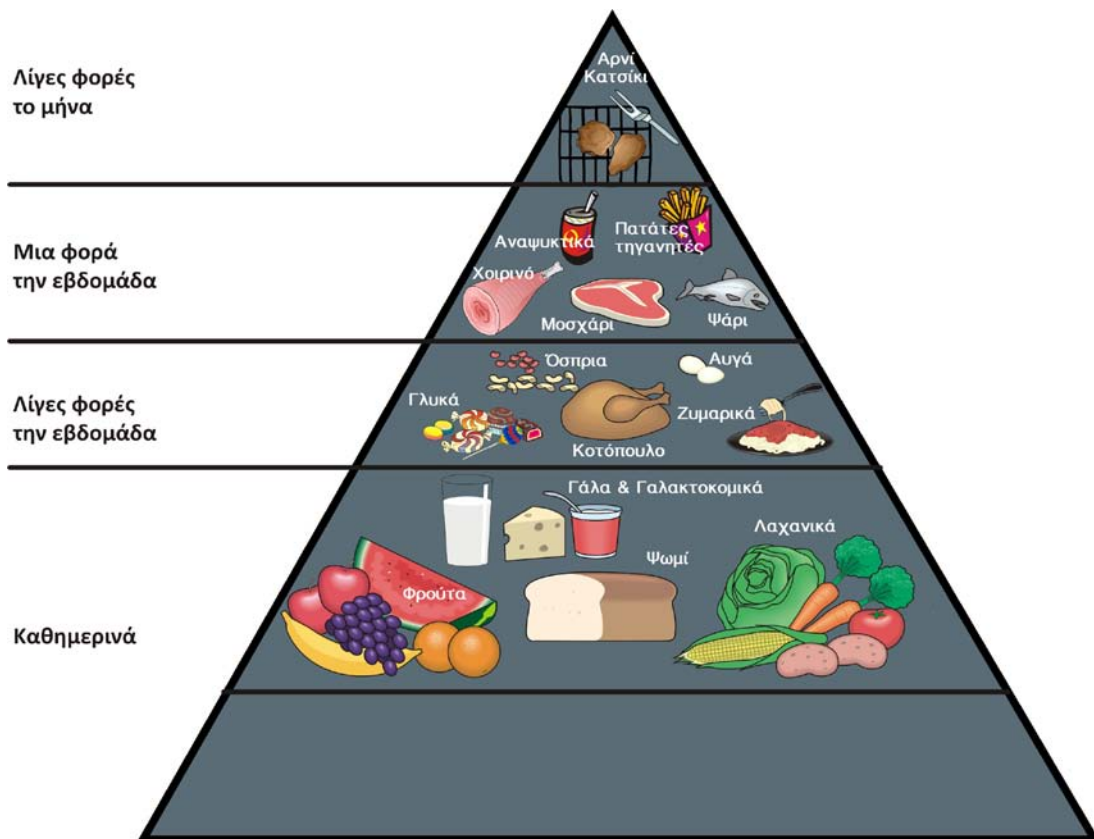 Λίγες φορές
το μήνα
Αρνί
Κατσίκι
Μια φορά
την εβδομάδα
Αναψυκτικά
Πατάτες
τηγανητές
Χοιρινό
Μοσχάρι
Ψάρι
Λίγες φορές
την εβδομάδα
Όσπρια
Αυγά
Γλυκά
Ζυμαρικά
Κοτόπουλο
Καθημερινά
Γάλα & Γαλακτοκομικά
Λαχανικά
Ψωμί
Φρούτα